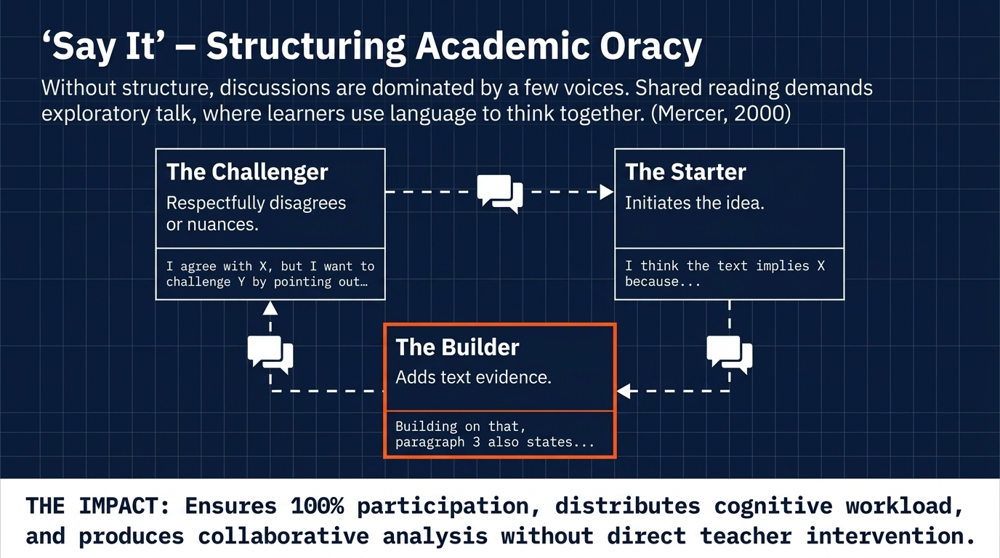 ‘Say It’ – Structuring Academic Oracy
Without structure, discussions are dominated by a few voices. Shared reading demands
exploratory talk, where learners use language to think together. (Mercer, 2000)
The Challenger
Respectfully disagrees
or nuances.
I agree with X, but I want to
challenge Y by pointing out…
The Starter
Initiates the idea.
I think the text implies X
because...
The Builder
Adds text evidence.
Building on that,
paragraph 3 also states...
THE IMPACT: Ensures 100% participation, distributes cognitive workload,
and produces collaborative analysis without direct teacher intervention.